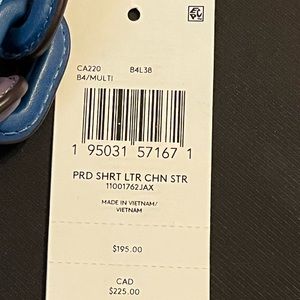 CA220 B4L38
B4/MULTI
1 95031 57167 1
PRD SHRT LTR CHN STR
11001762JAX
MADE IN VIETNAM/
VIETNAM
$195.00
CAD
$225.00